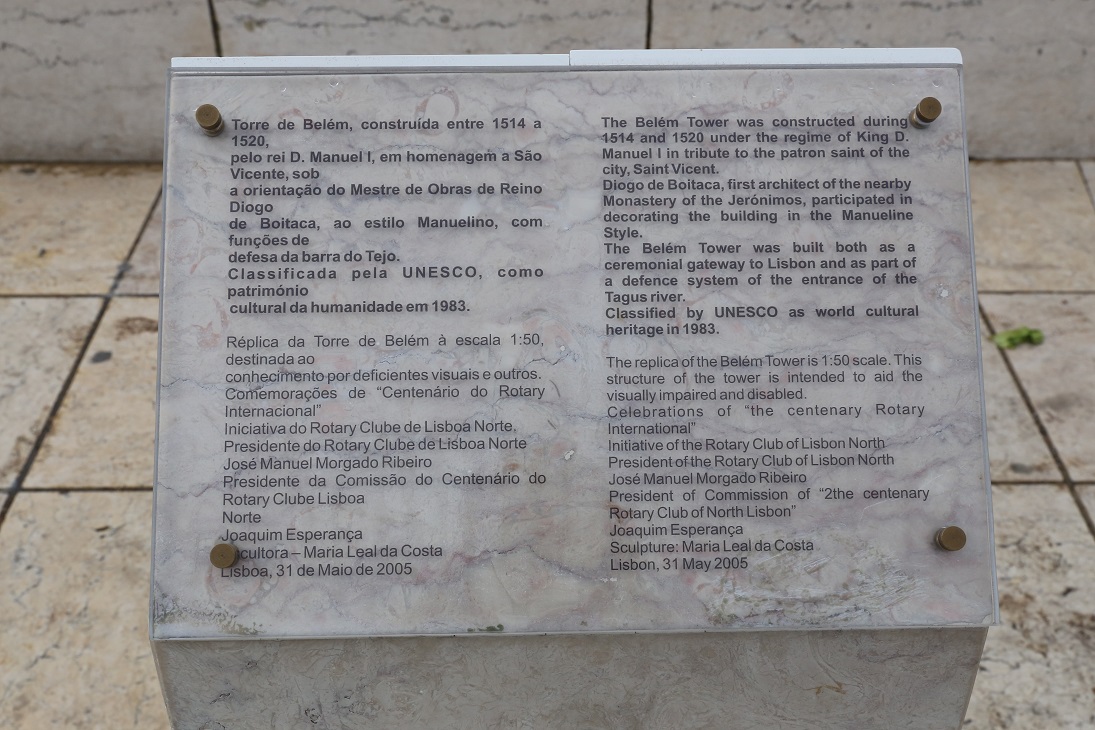 Torre de Belém, construída entre 1514 a
1520,
pelo rei D. Manuel I, em homenagem a São
Vicente, sob
a orientação do Mestre de Obras de Reino
Diogo
de Boitaca, ao estilo Manuelino, com
funções de
defesa da barra do Tejo.
Classificada pela UNESCO, como
património
cultural da humanidade em 1983.
Réplica da Torre de Belém à escala 1:50,
destinada ao
conhecimento por deficientes visuais e outros.
Comemorações de “Centenário do Rotary
Internacional”
Iniciativa do Rotary Clube de Lisboa Norte,
Presidente do Rotary Clube de Lisboa Norte
José Manuel Morgado Ribeiro
Presidente da Comissão do Centenário do
Rotary Clube Lisboa
Norte
Joaquim Esperança
– Maria Leal da Costa
Lisboa, 31 de Maio de 2005
The Belém Tower was constructed during
1514 and 1520 under the regime of King D.
Manuel I in tribute to the patron saint of the
city, Saint Vicent.
Diogo de Boitaca, first architect of the nearby
Monastery of the Jerónimos, participated in
decorating the building in the Manueline
Style.
The Belém Tower was built both as a
ceremonial gateway to Lisbon and as part of
a defence system of the entrance of the
Tagus river.
Classified by UNESCO as world cultural
heritage in 1983.
The replica of the Belém Tower is 1:50 scale. This
structure of the tower is intended to aid the
visually impaired and disabled.
Celebrations of “the centenary Rotary
International”
Initiative of the Rotary Club of Lisbon North
President of the Rotary Club of Lisbon North
José Manuel Morgado Ribeiro
President of Commission of “2the centenary
Rotary Club of North Lisbon”
Joaquim Esperança
Sculpture: Maria Leal da Costa
Lisbon, 31 May 2005